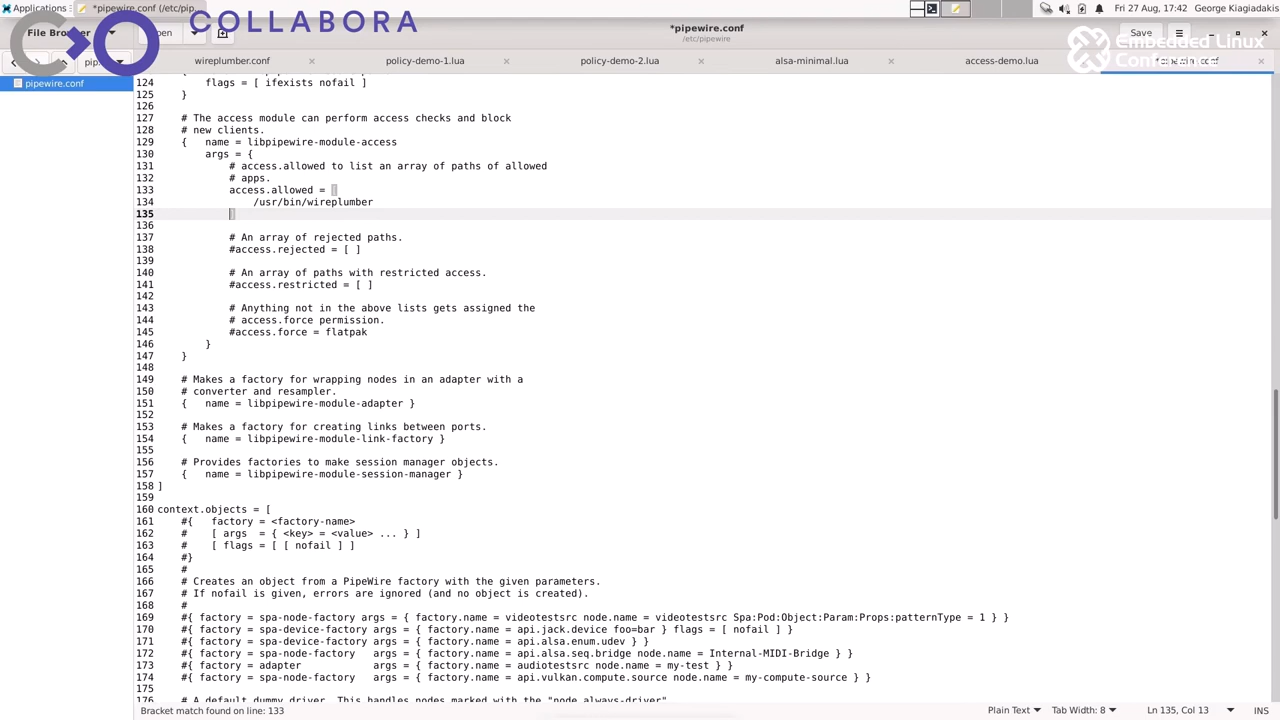 Applications
*pipewire.conf (/etc/pip...
Fri 27 Aug, 17:42
George Kiagiadakis
COLLABORA
File Browser
*pipewire.conf
/etc/pipewire
Save
Embedded Linux
Conference
wireplumber.conf
policy-demo-1.lua
policy-demo-2.lua
alsa-minimal.lua
access-demo.lua
pipewire.conf
124 flags = [ ifexists nofail ]
125 }
126
127 # The access module can perform access checks and block
128 # new clients.
129 { name = libpipewire-module-access
130 args = {
131 # access.allowed to list an array of paths of allowed
132 # apps.
133 access.allowed = [
134 /usr/bin/wireplumber
135 ]
136
137 # An array of rejected paths.
138 #access.rejected = [ ]
139
140 # An array of paths with restricted access.
141 #access.restricted = [ ]
142
143 # Anything not in the above lists gets assigned the
144 # access.force permission.
145 #access.force = flatpak
146 }
147 }
148
149 # Makes a factory for wrapping nodes in an adapter with a
150 # converter and resampler.
151 { name = libpipewire-module-adapter }
152
153 # Makes a factory for creating links between ports.
154 { name = libpipewire-module-link-factory }
155
156 # Provides factories to make session manager objects.
157 { name = libpipewire-module-session-manager }
158 ]
159
160 context.objects = [
161 #{ factory = <factory-name>
162 # [ args = { <key> = <value> ... } ]
163 # [ flags = [ [ nofail ] ]
164 #}
165 #
166 # Creates an object from a PipeWire factory with the given parameters.
167 # If nofail is given, errors are ignored (and no object is created).
168 #
169 #{ factory = spa-node-factory args = { factory.name = videotestsrc node.name = videotestsrc Spa:Pod:Object:Param:Props:patternType = 1 } }
170 #{ factory = spa-device-factory args = { factory.name = api.jack.device foo=bar } flags = [ nofail ] }
171 #{ factory = spa-device-factory args = { factory.name = api.alsa.enum.udev } }
172 #{ factory = spa-node-factory args = { factory.name = api.alsa.seq.bridge node.name = Internal-MIDI-Bridge } }
173 #{ factory = adapter args = { factory.name = audiotestsrc node.name = my-test } }
174 #{ factory = spa-node-factory args = { factory.name = api.vulkan.compute.source node.name = my-compute-source } }
175
176 # A default dummy driver. This handles nodes marked with the "node.always-driver"
Bracket match found on line: 133
Plain Text
Tab Width: 8
Ln 135, Col 13
INS